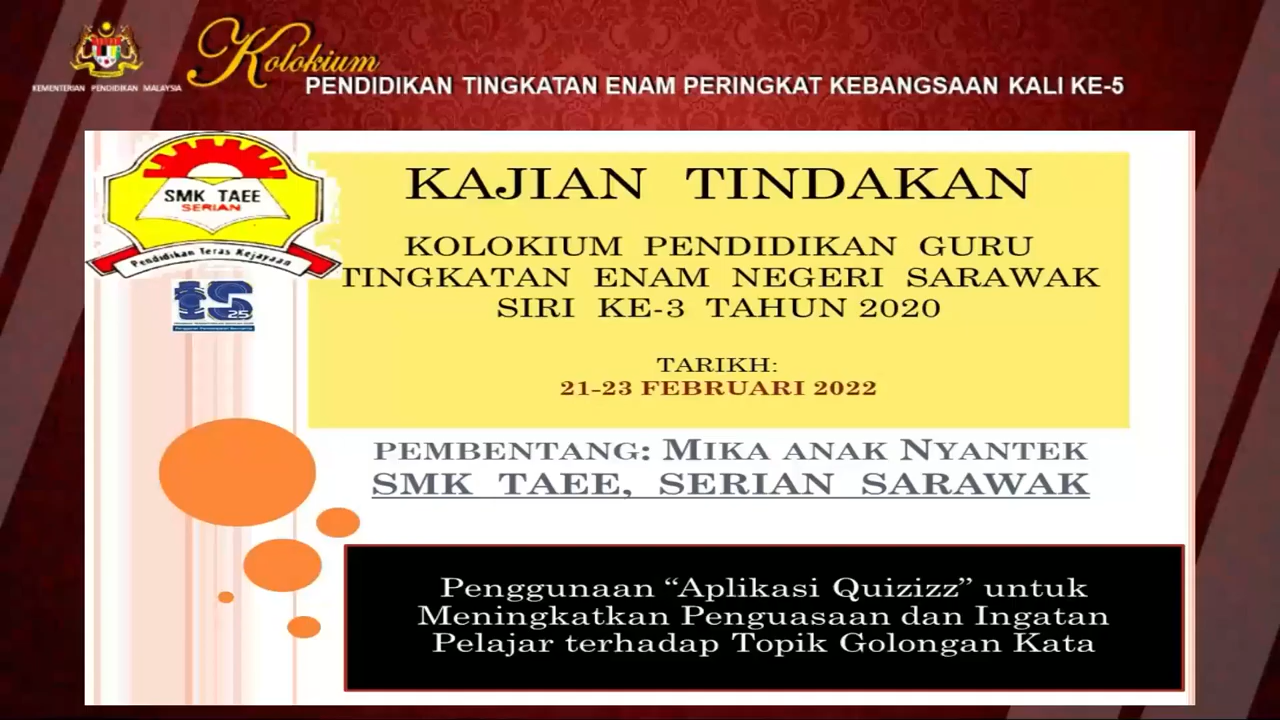 Kolokium
KEMENTERIAN PENDIDIKAN MALAYSIA
PENDIDIKAN TINGKATAN ENAM PERINGKAT KEBANGSAAN KALI KE-5
SMK TAEE
SERIAN
Pendidikan Teras Kejayaan
KAJIAN TINDAKAN
KOLOKIUM PENDIDIKAN GURU
TINGKATAN ENAM NEGERI SARAWAK
SIRI KE-3 TAHUN 2020
25
TARIKH:
21-23 FEBRUARI 2022
PEMBENTANG: MIKA ANAK NYANTEK
SMK TAEE, SERIAN SARAWAK
Penggunaan “Aplikasi Quizizz” untuk
Meningkatkan Penguasaan dan Ingatan
Pelajar terhadap Topik Golongan Kata